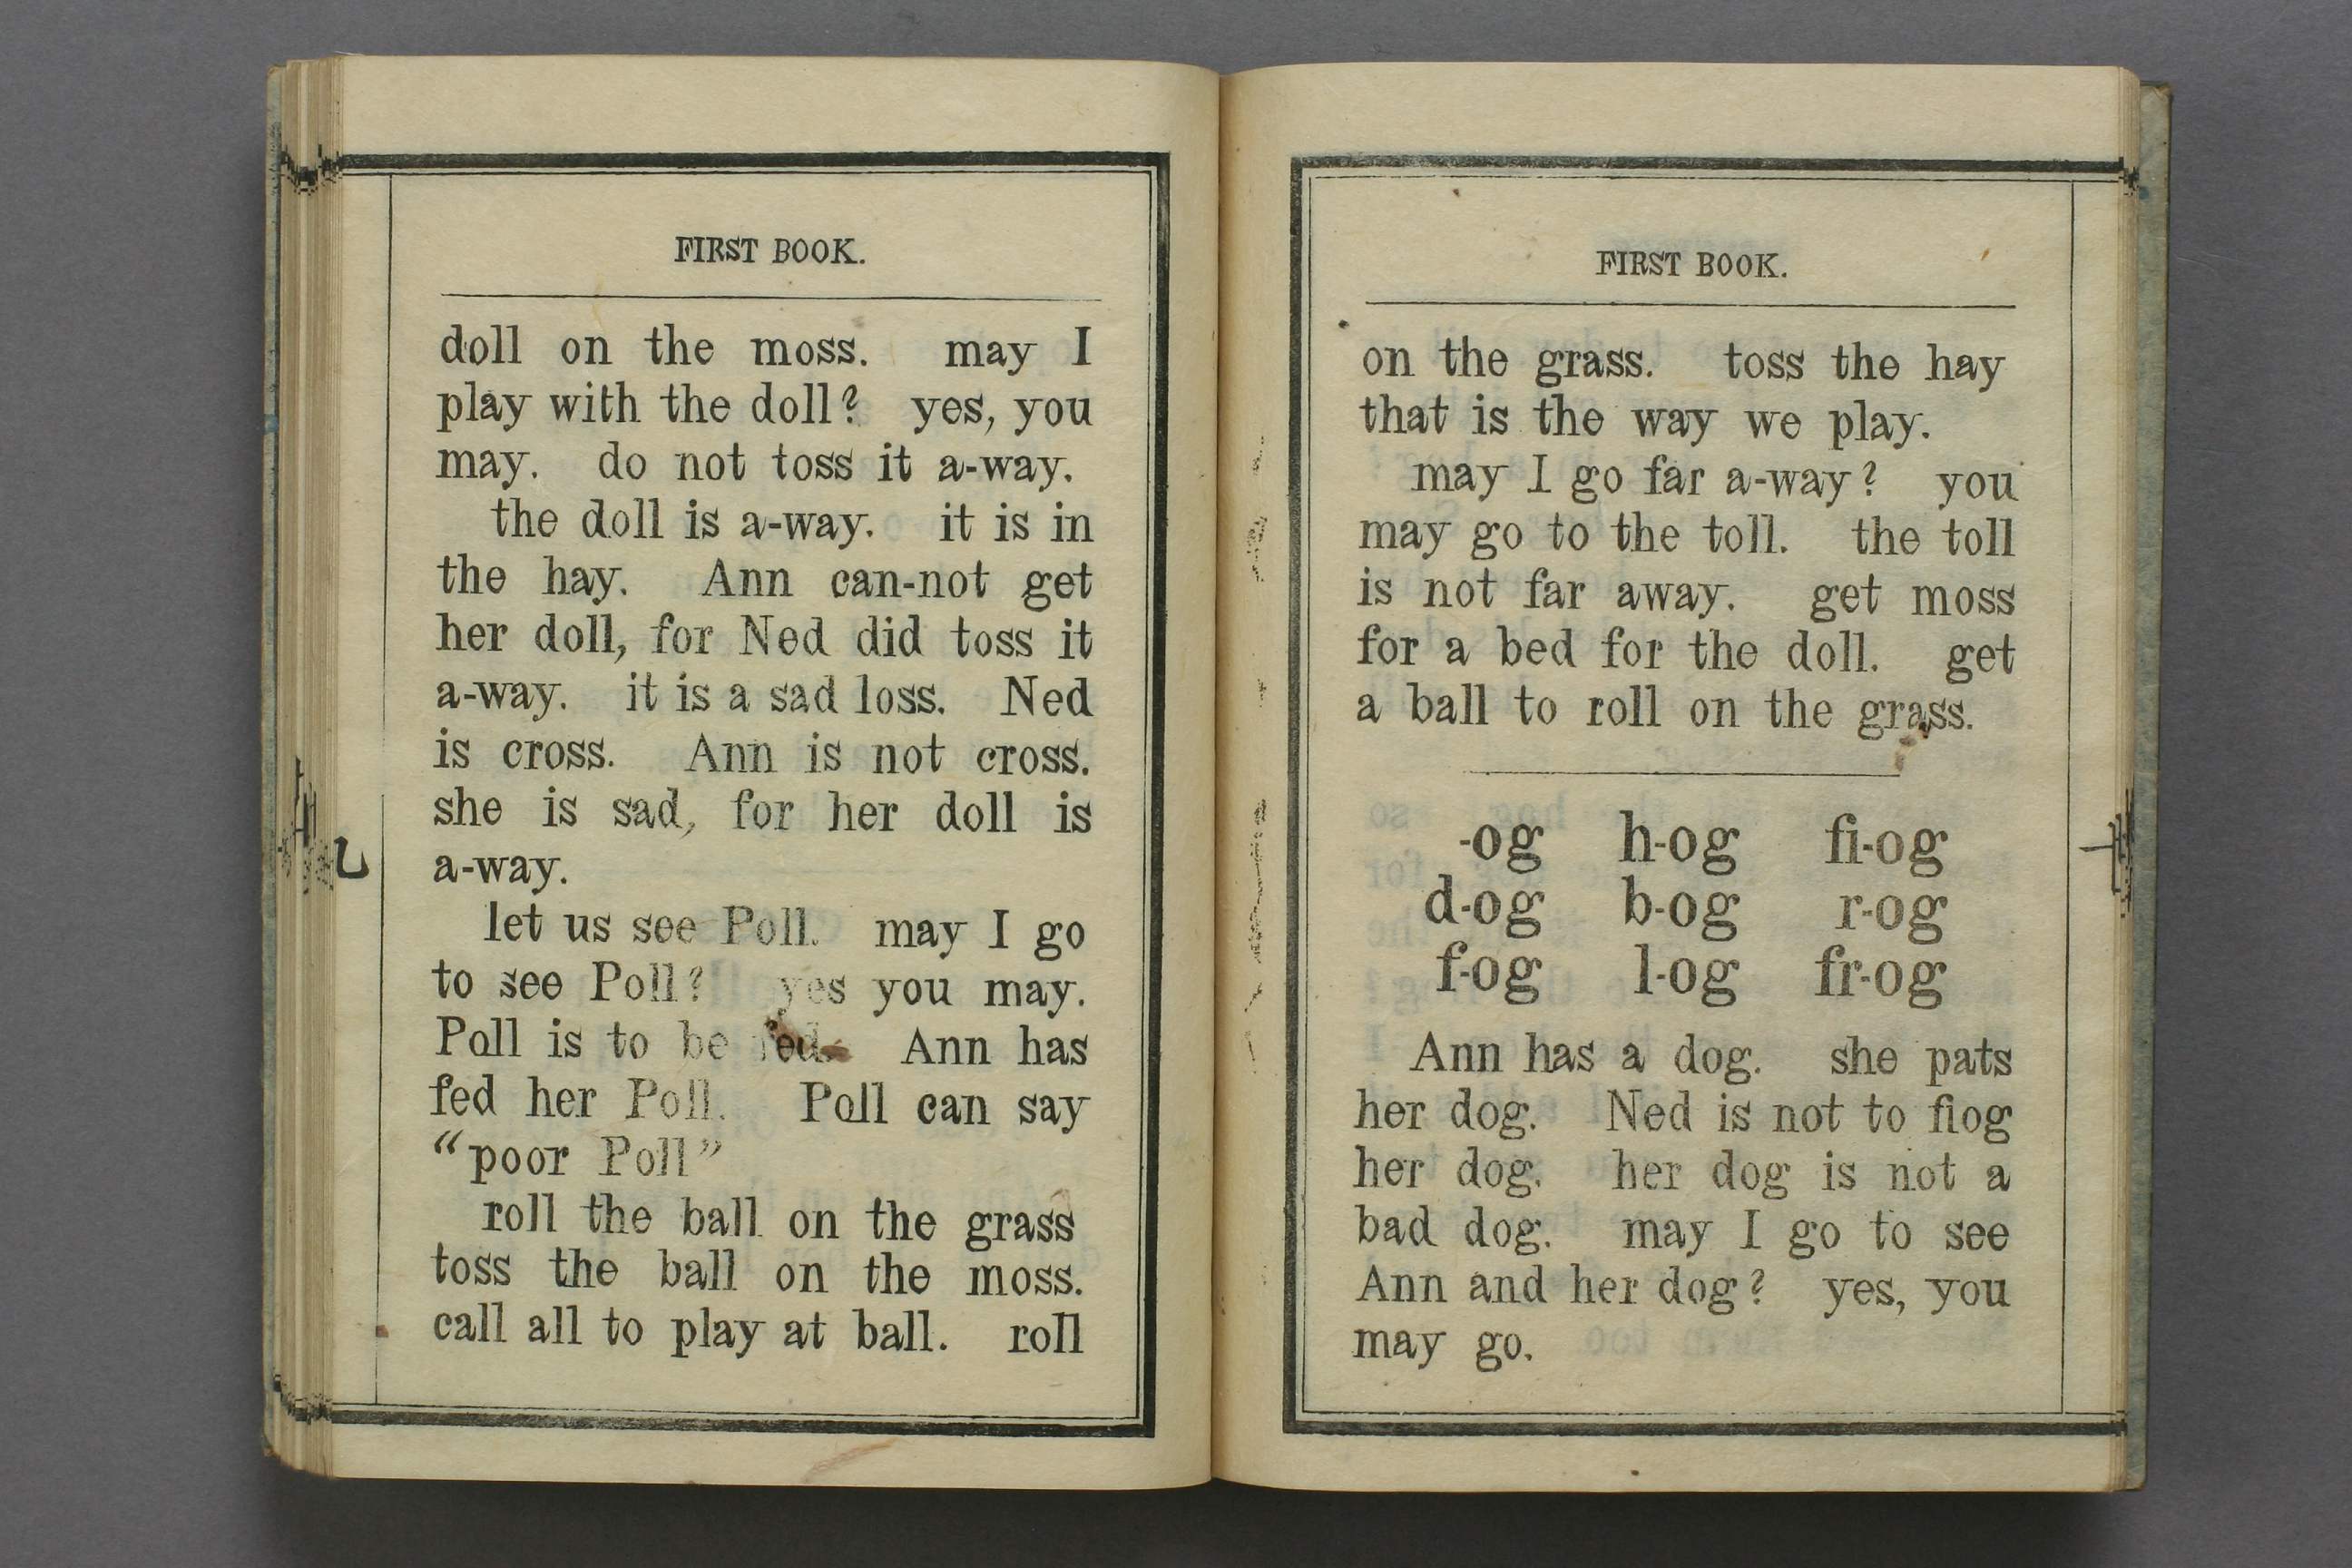 FIRST BOOK.
doll on the moss. may I
play with the doll? yes, you
may. do not toss it a-way.
the doll is a-way. it is in
the hay. Ann can-not get
her doll, for Ned did toss it
a-way. it is a sad loss. Ned
is cross. Ann is not cross.
she is sad, for her doll is
a-way.
let us see Poll. may I go
to see Poll? yes you may.
Poll is to be fed. Ann has
fed her Poll. Poll can say
“poor Poll”
roll the ball on the grass
toss the ball on the moss.
call all to play at ball. roll
FIRST BOOK.
on the grass. toss the hay
that is the way we play.
may I go far a-way? you
may go to the toll. the toll
is not far away. get moss
for a bed for the doll. get
a ball to roll on the grass.
-og h-og fi-og
d-og b-og r-og
f-og l-og fr-og
Ann has a dog. she pats
her dog. Ned is not to fiog
her dog. her dog is not a
bad dog. may I go to see
Ann and her dog? yes, you
may go.